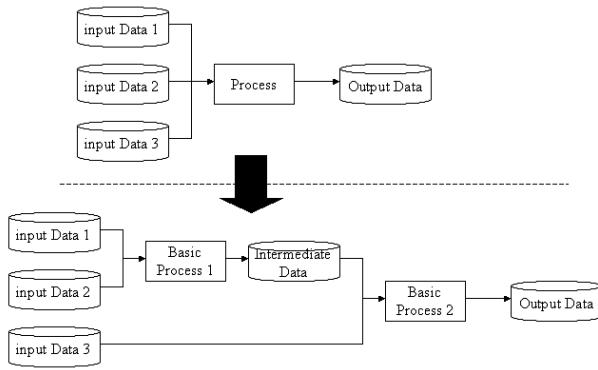 input Data 1
input Data 2
Process
Output Data
input Data 3
input Data 1
Basic
Process 1
Intermediate
Data
input Data 2
Basic
Process 2
Output Data
input Data 3